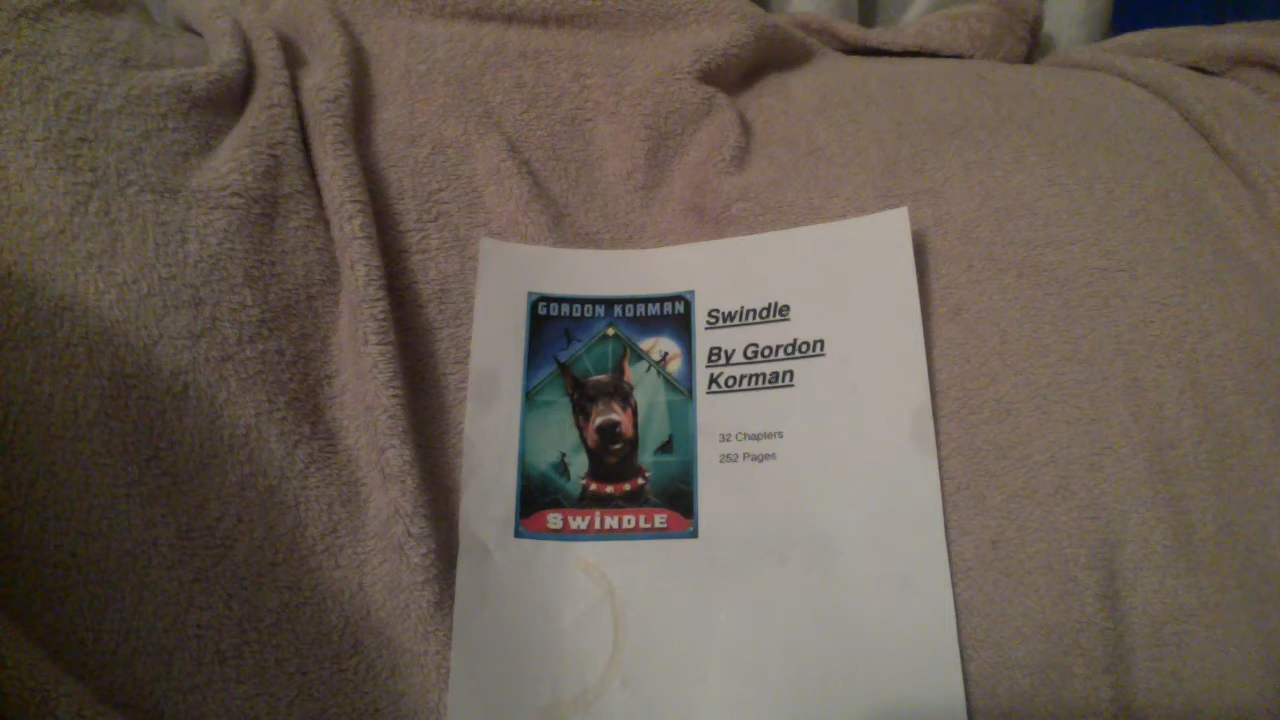 GORDON KORMAN
SWiNDLE
Swindle
By Gordon
Korman
32 Chapters
252 Pages